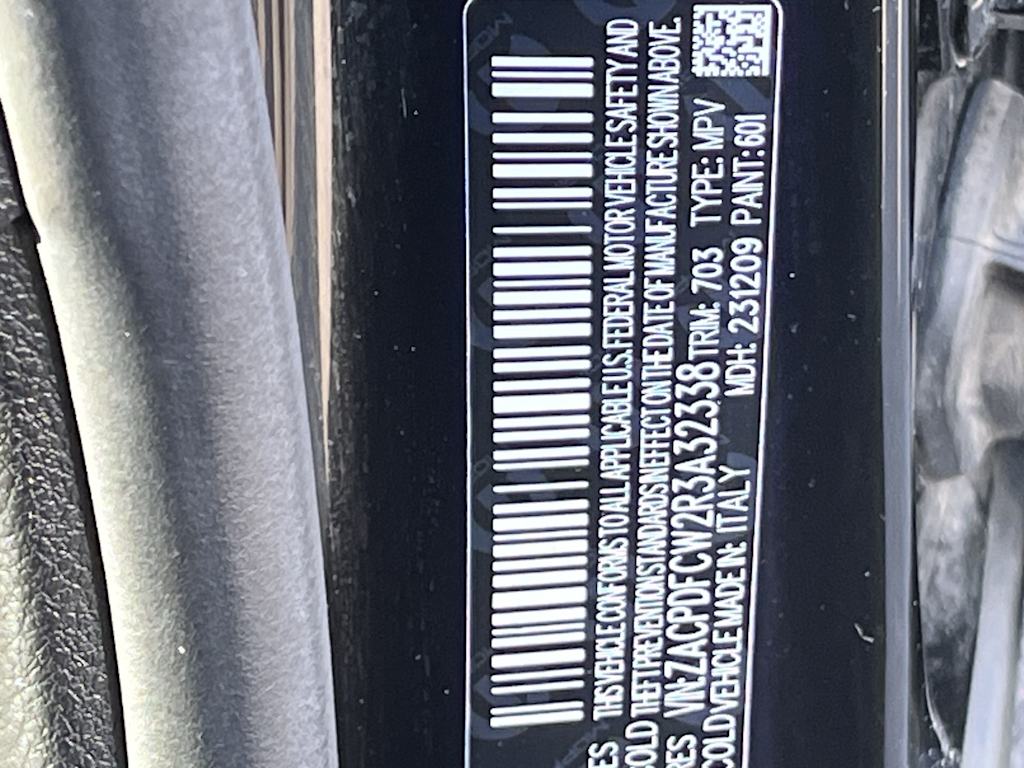 THIS VEHICLE CONFORMS TO ALL APPLICABLE U.S. FEDERAL MOTOR VEHICLE SAFETY AND
THEFT PREVENTION STANDARDS IN EFFECT ON THE DATE OF MANUFACTURE SHOWN ABOVE.
VIN: ZACPDFCW2R3A32338 TRIM: 703 TYPE: MPV
VEHICLE MADE IN: ITALY MDH: 231209 PAINT: 601